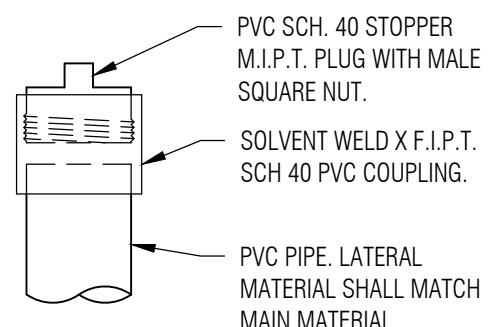 PVC SCH. 40 STOPPER
M.I.P.T. PLUG WITH MALE
SQUARE NUT.
SOLVENT WELD X F.I.P.T.
SCH 40 PVC COUPLING.
PVC PIPE. LATERAL
MATERIAL SHALL MATCH
MAIN MATERIAL